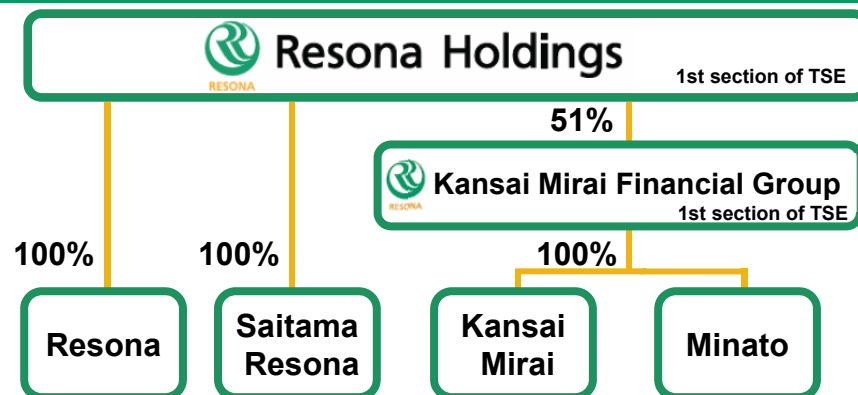 RESONA
Resona Holdings
1st section of TSE
51%
RESONA
Kansai Mirai Financial Group
1st section of TSE
100%
100%
100%
Resona
Saitama
Resona
Kansai
Mirai
Minato